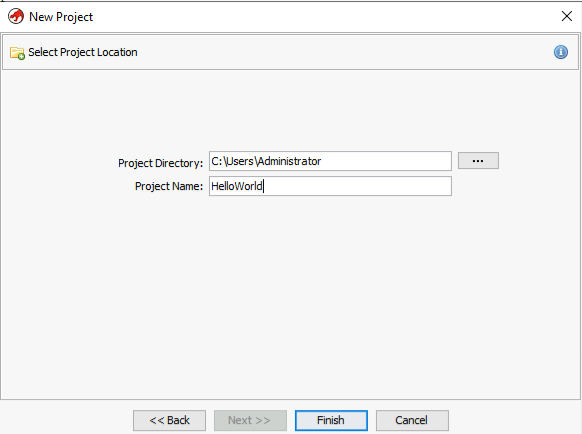 New Project
Select Project Location
Project Directory: C:\Users\Administrator ...
Project Name: HelloWorld
<< Back Next >> Finish Cancel